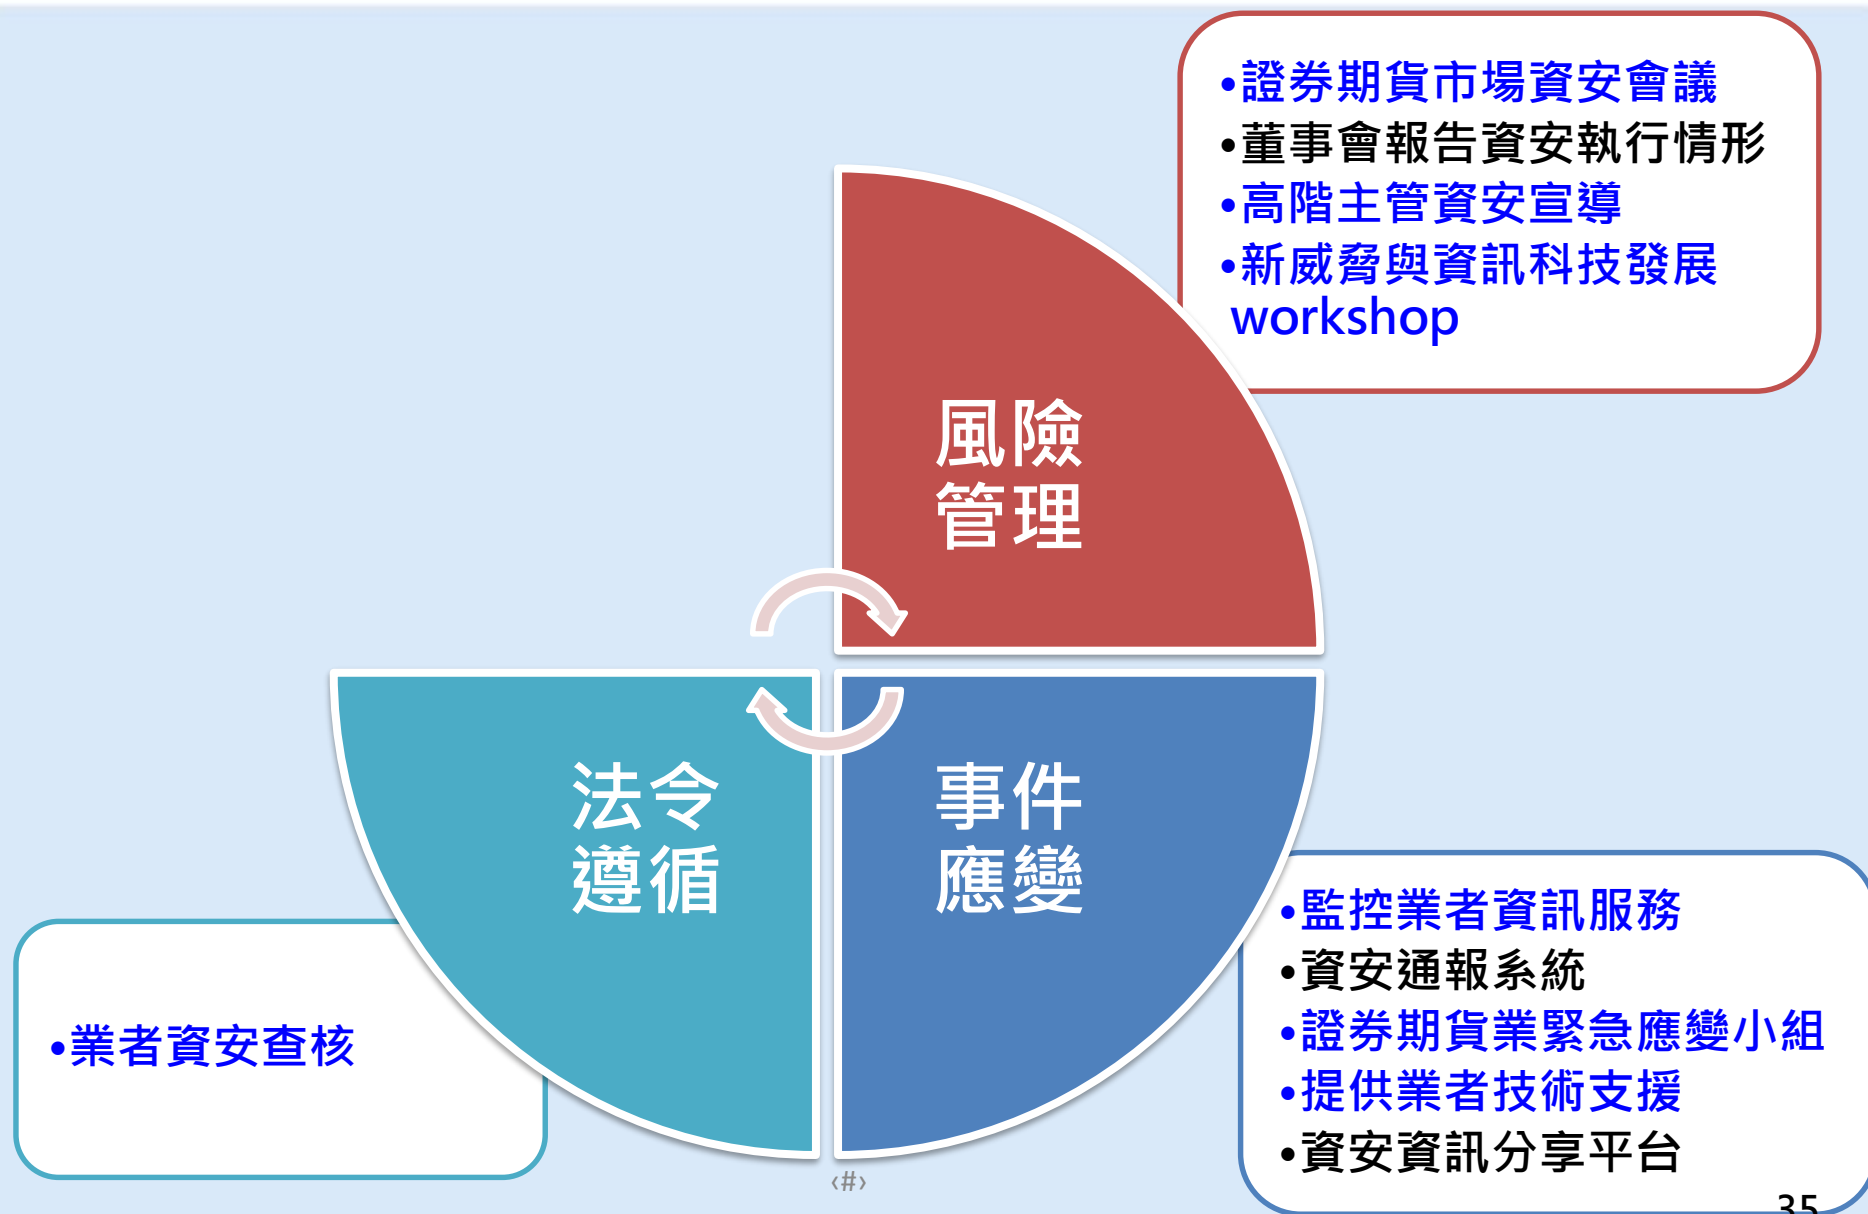 •證券期貨市場資安會議
•董事會報告資安執行情形
•高階主管資安宣導
•新威脅與資訊科技發展
workshop
風險
管理
法令
遵循
事件
應變
•業者資安查核
•監控業者資訊服務
•資安通報系統
•證券期貨業緊急應變小組
•提供業者技術支援
•資安資訊分享平台
‹#›
35